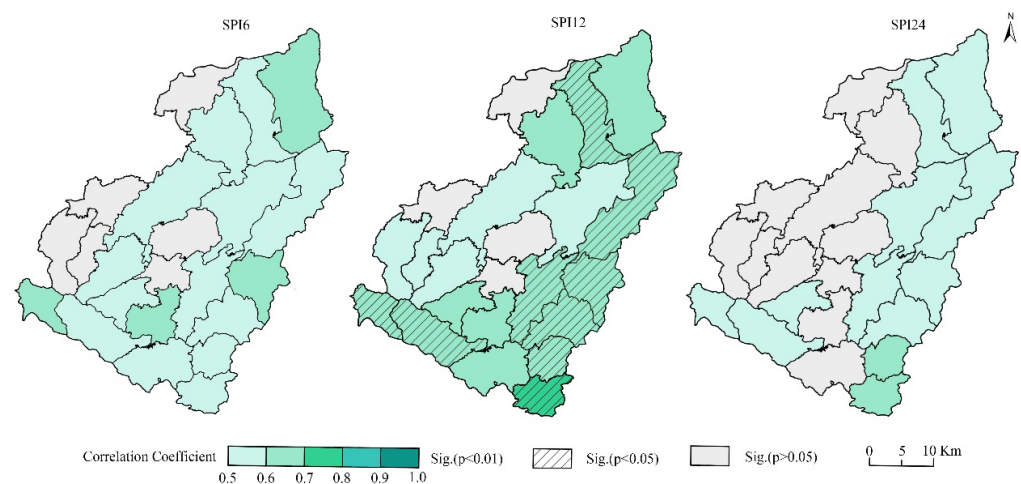 SPI6
SPI12
SPI24
N
Correlation Coefficient
Sig.(p<0.01)
Sig.(p<0.05)
Sig.(p>0.05)
0 5 10 Km
0.5 0.6 0.7 0.8 0.9 1.0